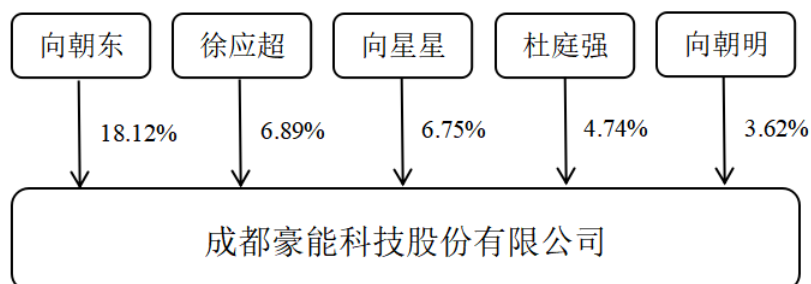 向朝东 徐应超 向星星 杜庭强 向朝明
18.12% 6.89% 6.75% 4.74% 3.62%
成都豪能科技股份有限公司